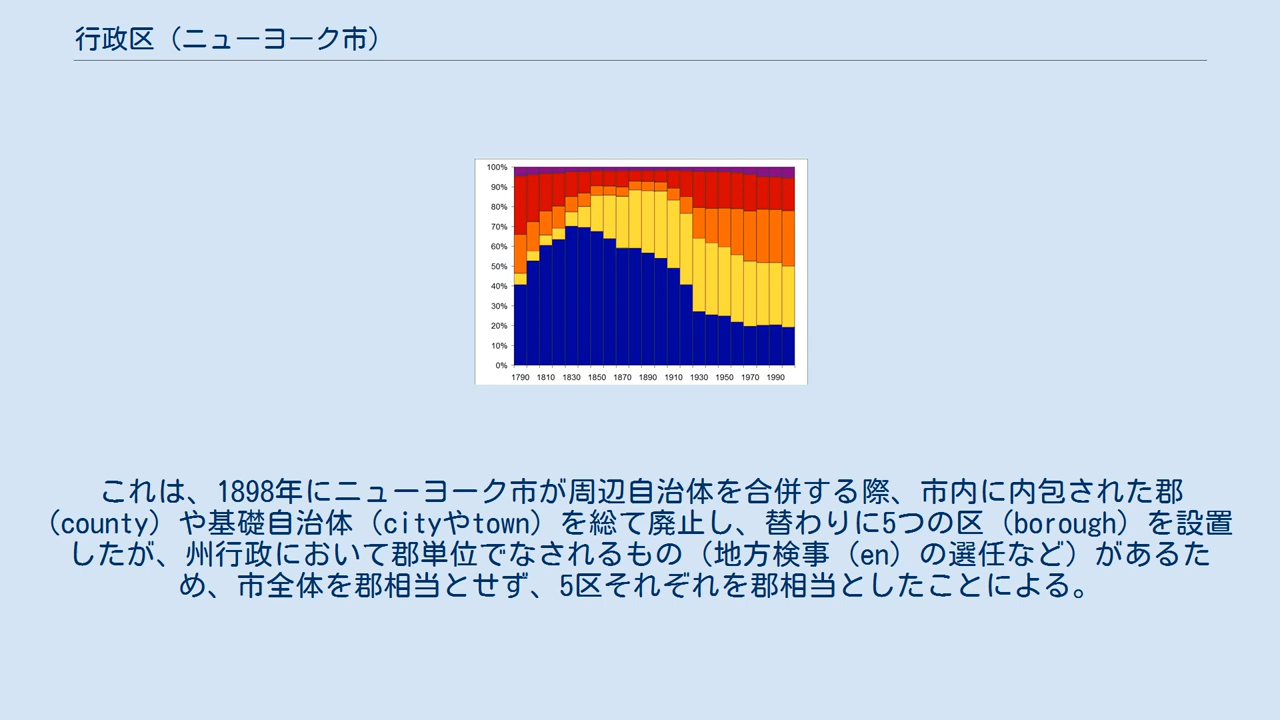 行政区（ニューヨーク市）
100%
90%
80%
70%
60%
50%
40%
30%
20%
10%
0%
1790 1810 1830 1850 1870 1890 1910 1930 1950 1970 1990
これは、1898年にニューヨーク市が周辺自治体を合併する際、市内に内包された郡
（county）や基礎自治体（cityやtown）を総て廃止し、替わりに5つの区（borough）を設置
したが、州行政において郡単位でなされるもの（地方検事（en）の選任など）があるた
め、市全体を郡相当とせず、5区それぞれを郡相当としたことによる。